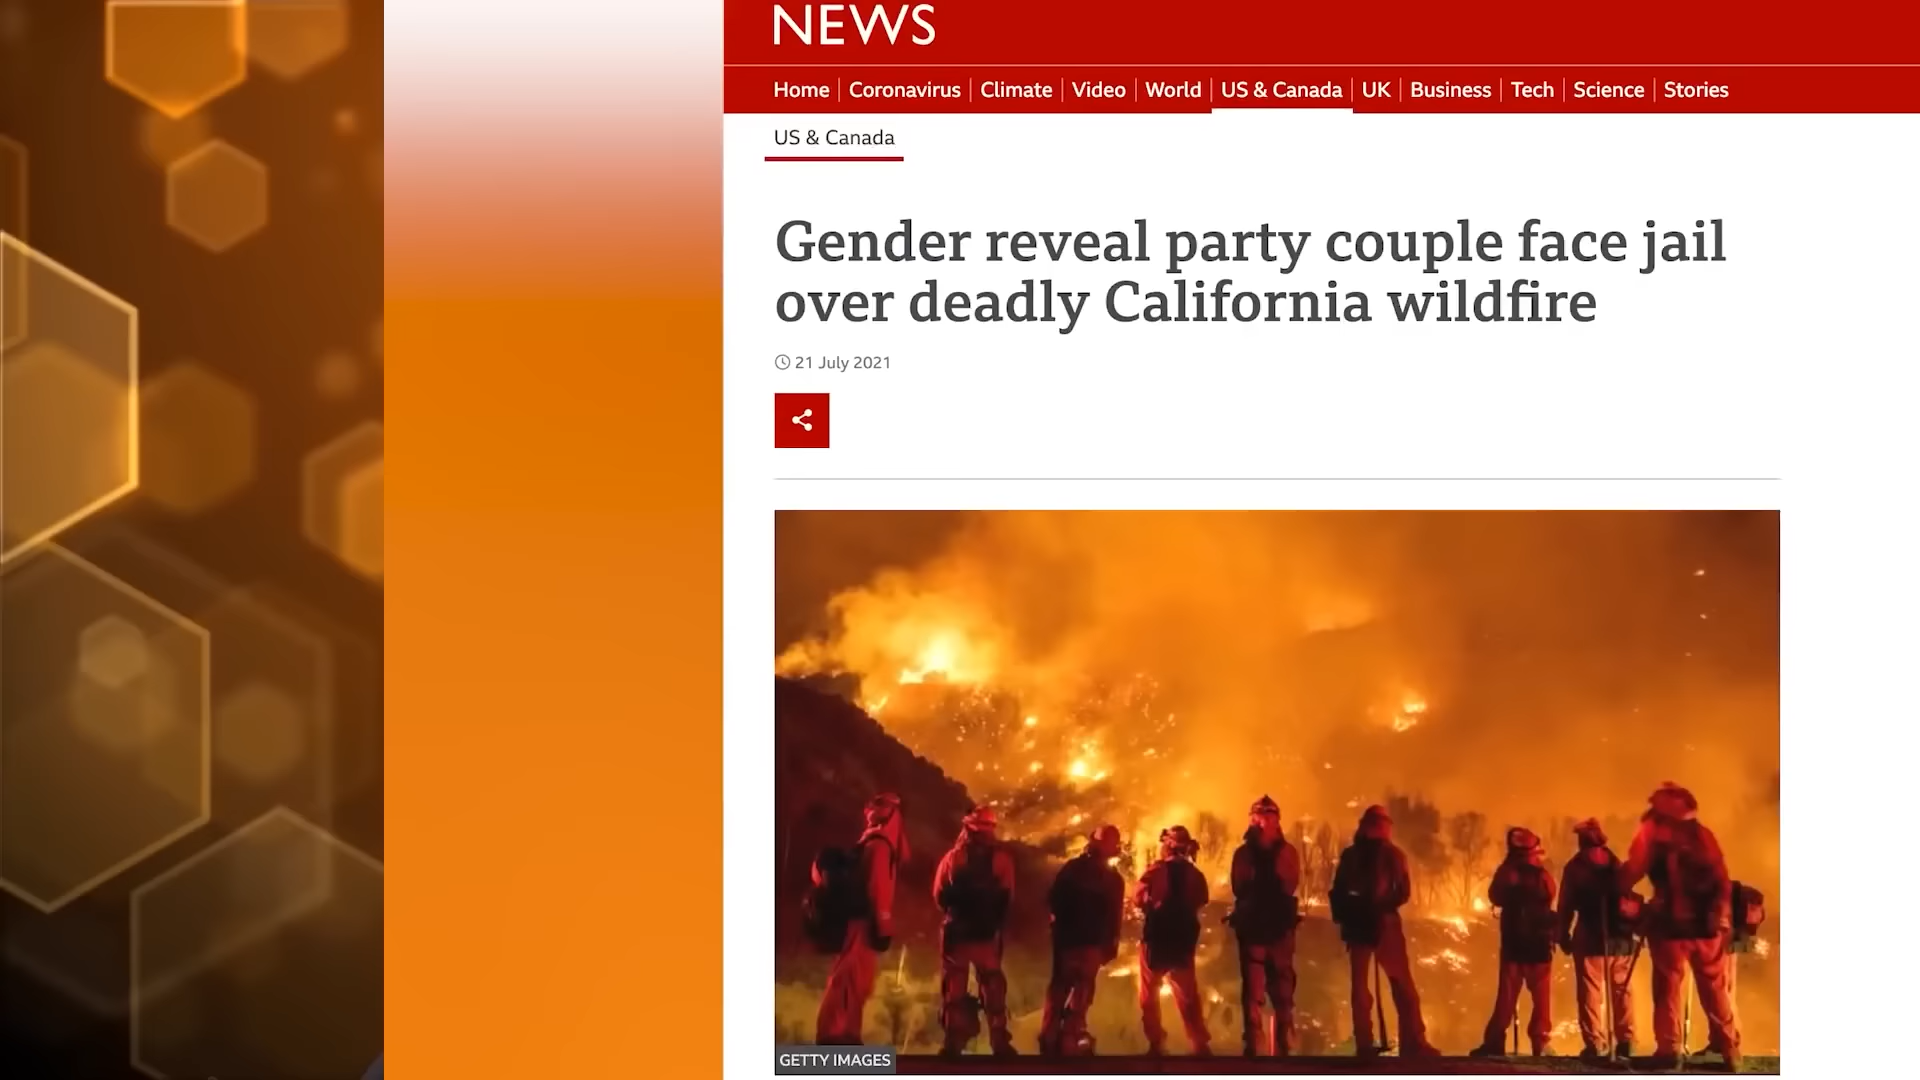 NEWS
Home Coronavirus Climate Video World US & Canada UK Business Tech Science Stories
US & Canada
Gender reveal party couple face jail
over deadly California wildfire
21 July 2021
GETTY IMAGES